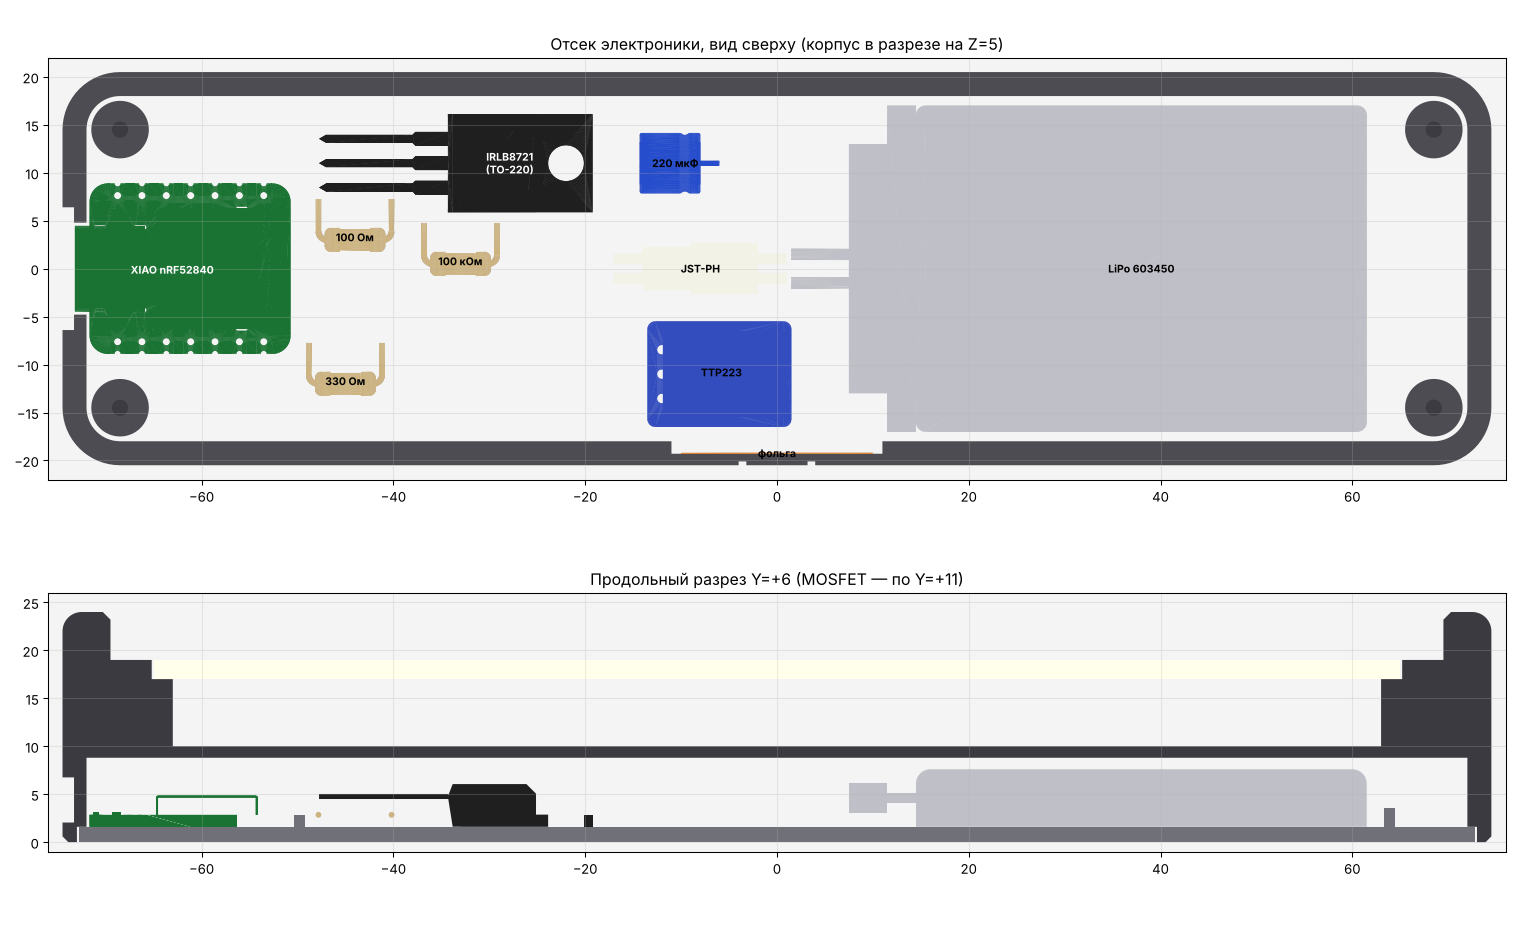 Отсек электроники, вид сверху (корпус в разрезе на Z=5)
20
15
10
5
0
−5
−10
−15
−20
IRLB8721
(TO-220)
220 мкФ
100 Ом
100 кОм
XIAO nRF52840
JST-PH
LiPo 603450
330 Ом
TTP223
фольга
−60
−40
−20
0
20
40
60
Продольный разрез Y=+6 (MOSFET — по Y=+11)
25
20
15
10
5
0
−60
−40
−20
0
20
40
60